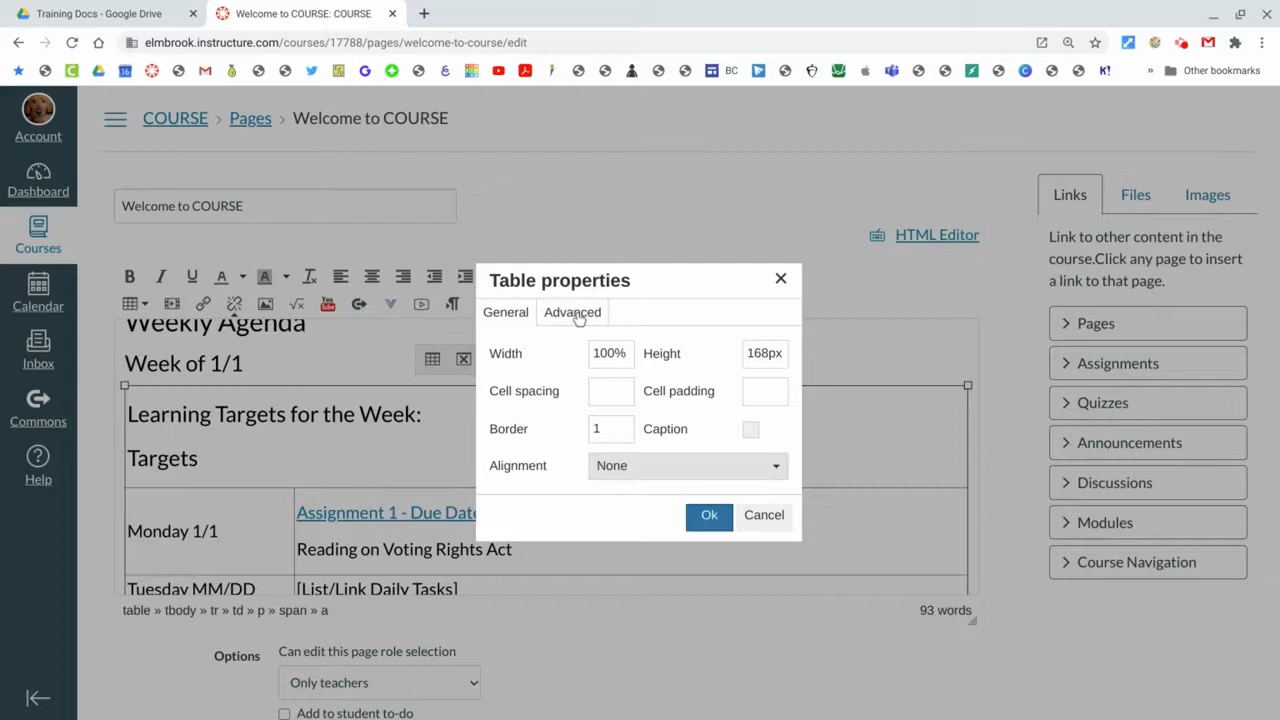 Training Docs - Google Drive
Welcome to COURSE: COURSE
elmbrook.instructure.com/courses/17788/pages/welcome-to-course/edit
BC
Other bookmarks
Account
Dashboard
Courses
Calendar
Inbox
Commons
Help
COURSE > Pages > Welcome to COURSE
Welcome to COURSE
HTML Editor
Weekly Agenda
Week of 1/1
Learning Targets for the Week:
Targets
Monday 1/1
Assignment 1 - Due Date
Reading on Voting Rights Act
Tuesday MM/DD
[List/Link Daily Tasks]
table » tbody » tr » td » p » span » a
93 words
Options
Can edit this page role selection
Only teachers
Add to student to-do
Table properties
General
Advanced
Width
100%
Height
168px
Cell spacing
Cell padding
Border
1
Caption
Alignment
None
Ok
Cancel
Links
Files
Images
Link to other content in the
course.Click any page to insert
a link to that page.
Pages
Assignments
Quizzes
Announcements
Discussions
Modules
Course Navigation